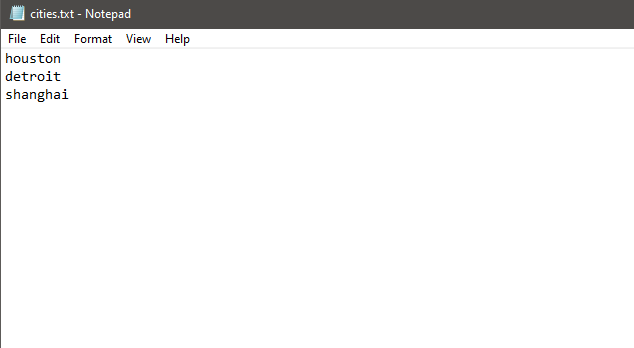 cities.txt - Notepad
File Edit Format View Help
houston
detroit
shanghai